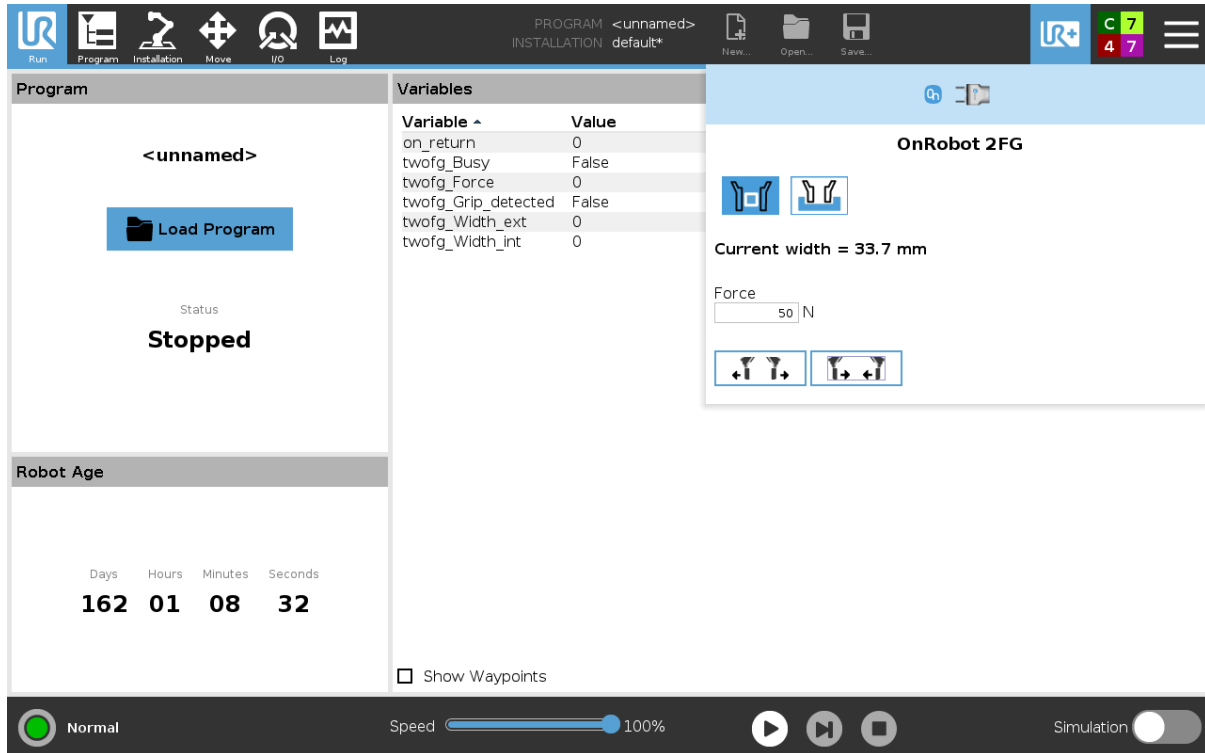 UR
Run
Program
Installation
Move
I/O
Log
PROGRAM <unnamed>
INSTALLATION default*
New...
Open...
Save...
UR+
C 7
4 7
Program
<unnamed>
Load Program
Status
Stopped
Robot Age
Days Hours Minutes Seconds
162 01 08 32
Variables
Variable Value
on_return 0
twofg_Busy False
twofg_Force 0
twofg_Grip_detected False
twofg_Width_ext 0
twofg_Width_int 0
Show Waypoints
On
OnRobot 2FG
Current width = 33.7 mm
Force
50 N
Normal
Speed 100%
Simulation